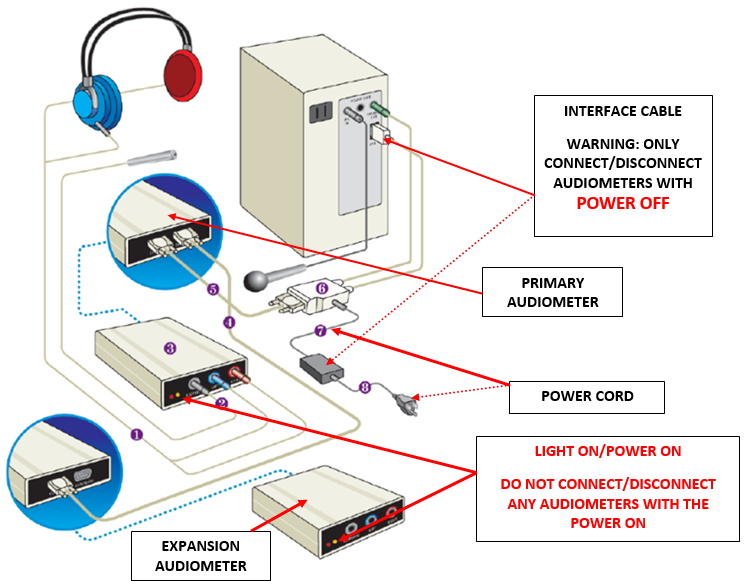 INTERFACE CABLE
WARNING: ONLY
CONNECT/DISCONNECT
AUDIOMETERS WITH
POWER OFF
PRIMARY
AUDIOMETER
POWER CORD
LIGHT ON/POWER ON
DO NOT CONNECT/DISCONNECT
ANY AUDIOMETERS WITH THE
POWER ON
EXPANSION
AUDIOMETER
1
2
3
4
5
6
7
8